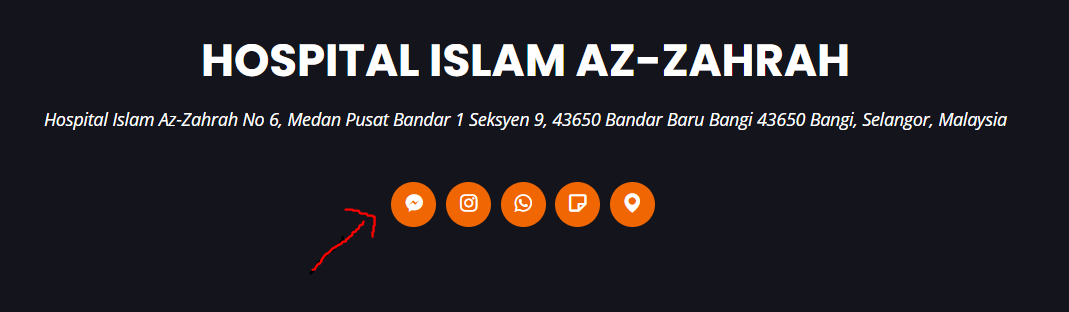 HOSPITAL ISLAM AZ-ZAHRAH
Hospital Islam Az-Zahrah No 6, Medan Pusat Bandar 1 Seksyen 9, 43650 Bandar Baru Bangi 43650 Bangi, Selangor, Malaysia